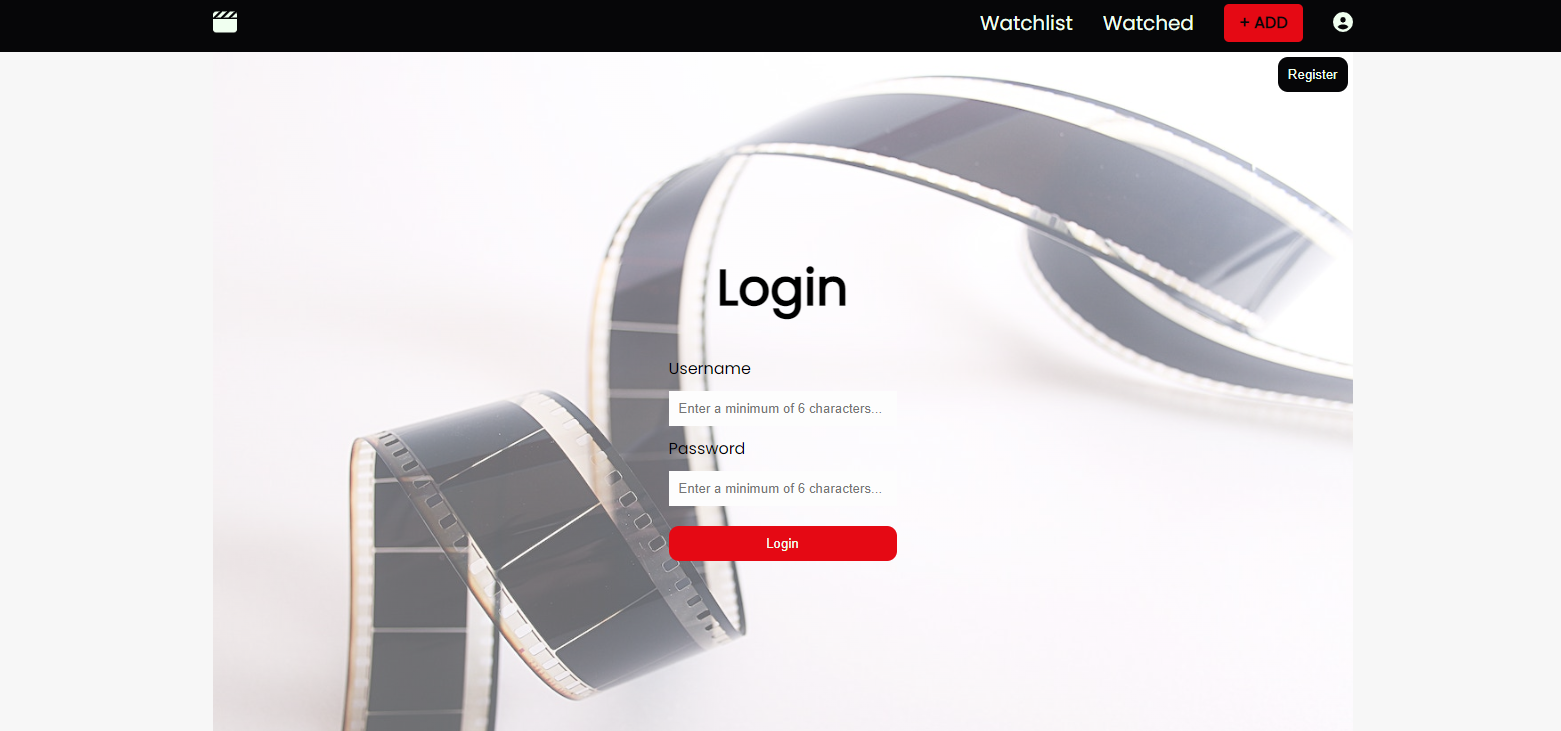 Watchlist Watched + ADD
Register
Login
Username
Enter a minimum of 6 characters...
Password
Enter a minimum of 6 characters...
Login